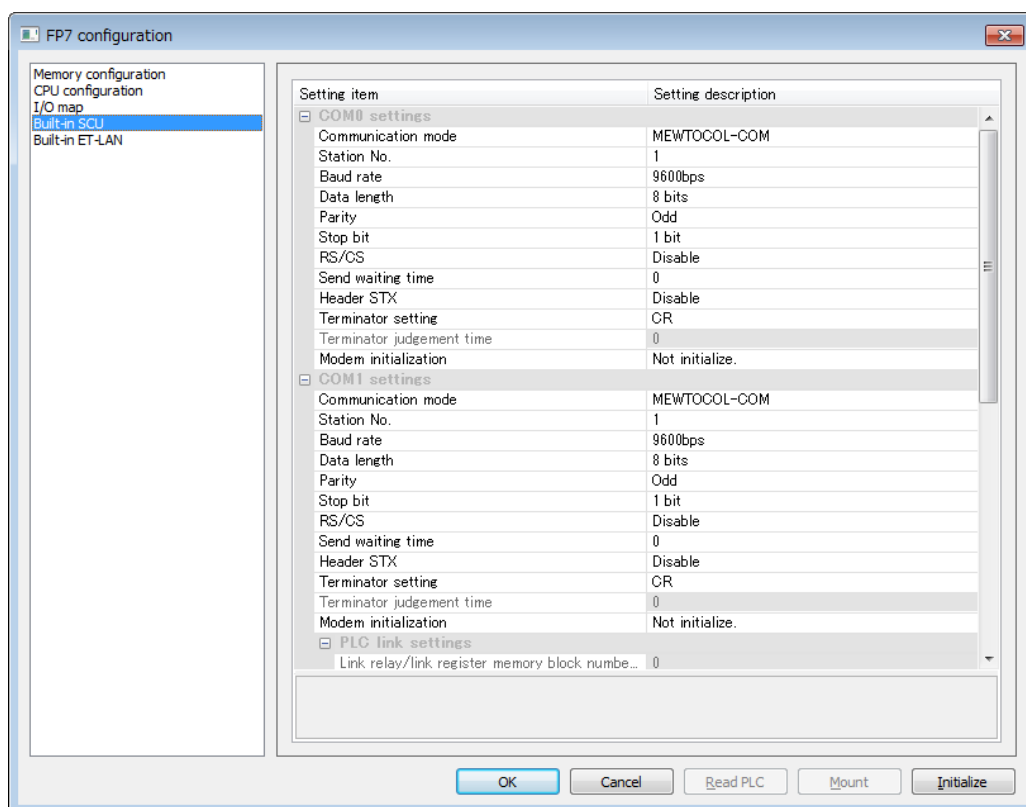 FP7 configuration
Memory configuration
CPU configuration
I/O map
Built-in SCU
Built-in ET-LAN
Setting item Setting description
COM0 settings
Communication mode MEWTOCOL-COM
Station No. 1
Baud rate 9600bps
Data length 8 bits
Parity Odd
Stop bit 1 bit
RS/CS Disable
Send waiting time 0
Header STX Disable
Terminator setting CR
Terminator judgement time 0
Modem initialization Not initialize.
COM1 settings
Communication mode MEWTOCOL-COM
Station No. 1
Baud rate 9600bps
Data length 8 bits
Parity Odd
Stop bit 1 bit
RS/CS Disable
Send waiting time 0
Header STX Disable
Terminator setting CR
Terminator judgement time 0
Modem initialization Not initialize.
PLC link settings
Link relay/link register memory block numbe... 0
OK Cancel Read PLC Mount Initialize